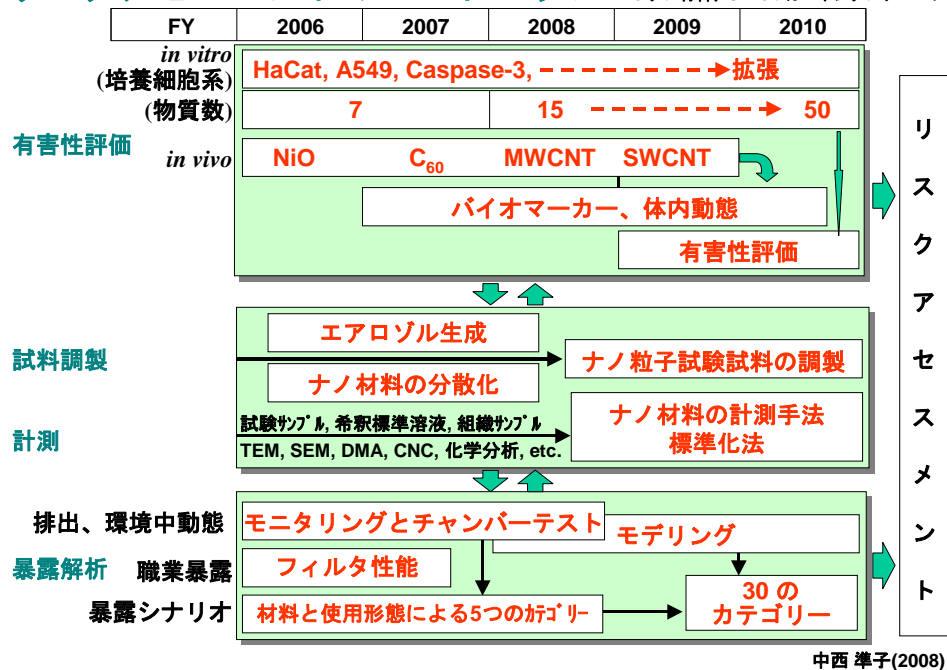 FY 2006 2007 2008 2009 2010
in vitro
(培養細胞系)
HaCat, A549, Caspase-3, 拡張
(物質数) 7 15 50
有害性評価
in vivo NiO C60 MWCNT SWCNT
バイオマーカー、体内動態
有害性評価
エアロゾル生成
試料調製
ナノ粒子試験試料の調製
ナノ材料の分散化
計測
試験サンプル, 希釈標準溶液, 組織サンプル
TEM, SEM, DMA, CNC, 化学分析, etc.
ナノ材料の計測手法
標準化法
排出、環境中動態 モニタリングとチャンバーテスト
モデリング
暴露解析 職業暴露 フィルタ性能
暴露シナリオ 材料と使用形態による5つのカテゴリー
30 の
カテゴリー
リスクアセスメント
中西 準子(2008)